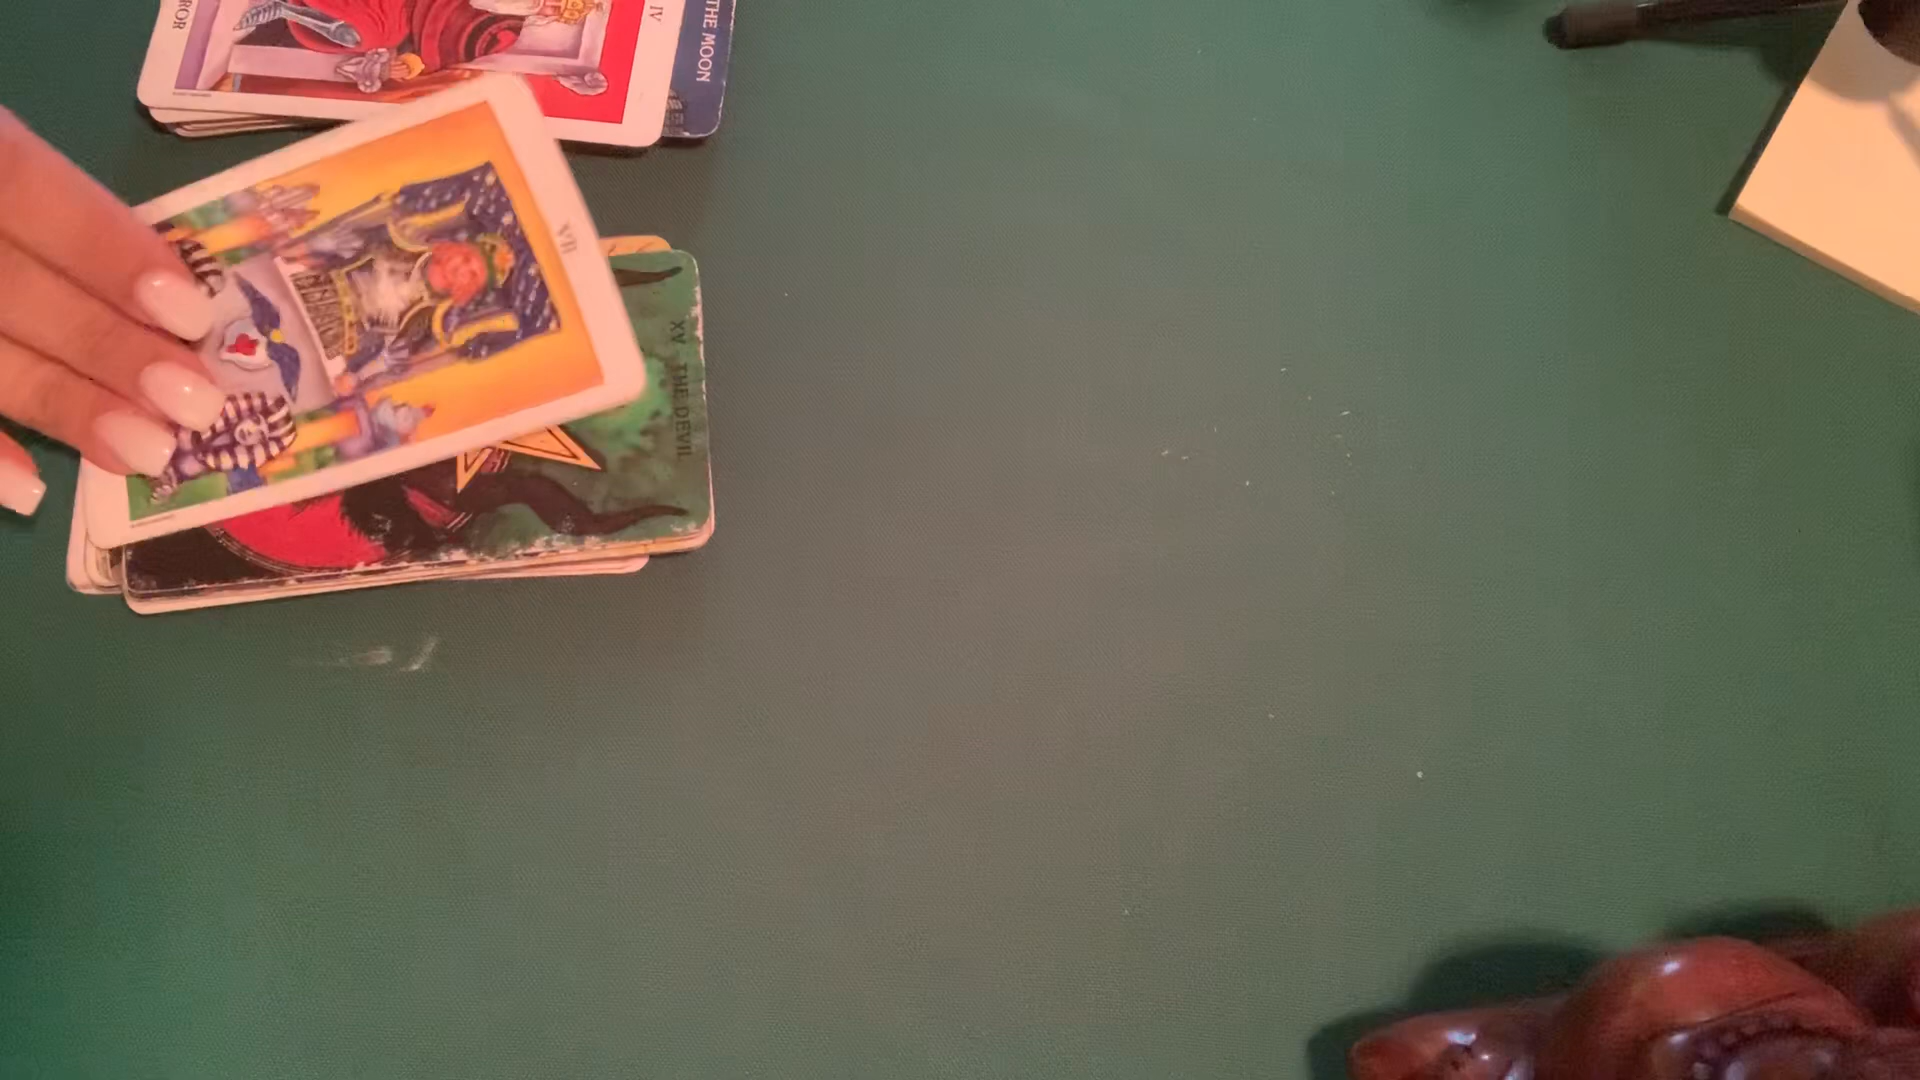 ROR
IV
THE MOON
VII
XV THE DEVIL